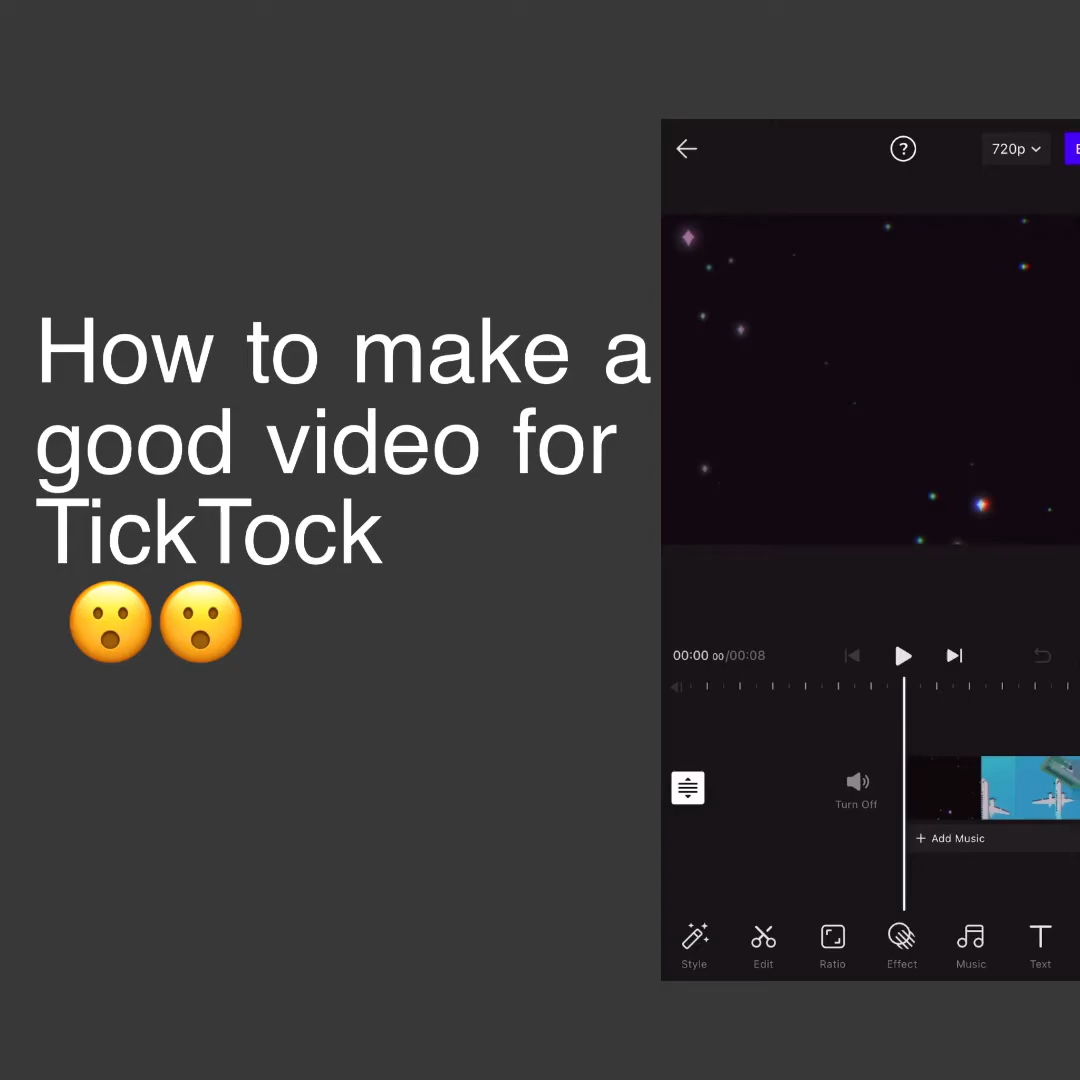 How to make a
good video for
TickTock
😮😮
720p
00:00 00/00:08
Turn Off
+ Add Music
Style Edit Ratio Effect Music Text